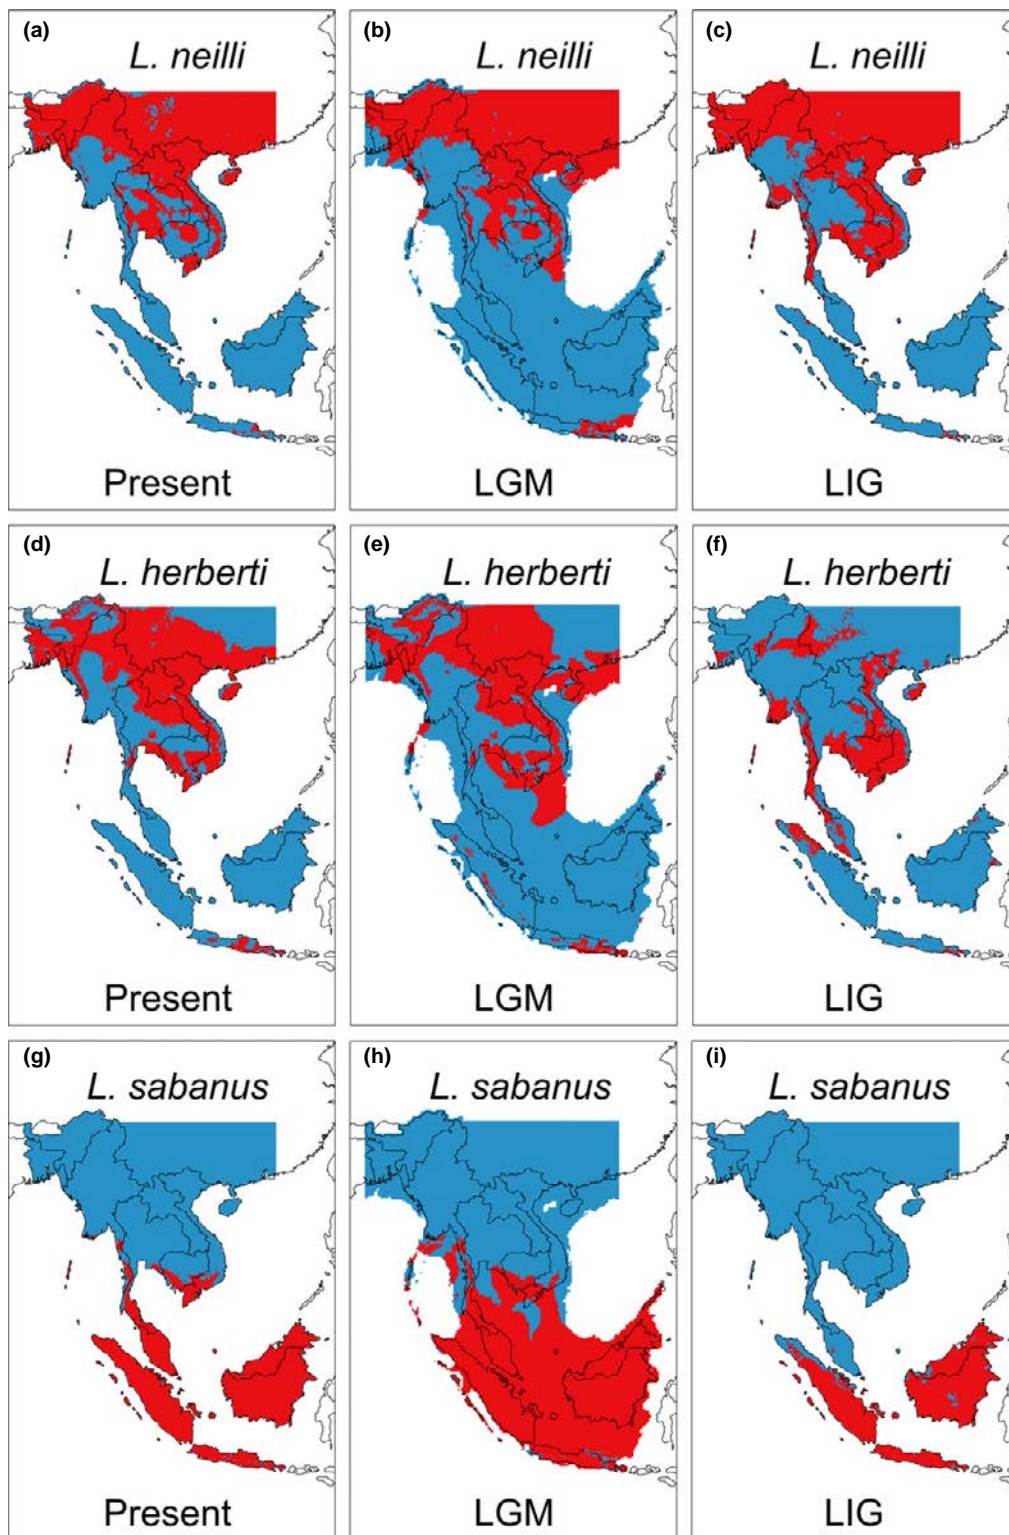 (a)
L. neilli
Present
(b)
L. neilli
LGM
(c)
L. neilli
LIG
(d)
L. herberti
Present
(e)
L. herberti
LGM
(f)
L. herberti
LIG
(g)
L. sabanus
Present
(h)
L. sabanus
LGM
(i)
L. sabanus
LIG